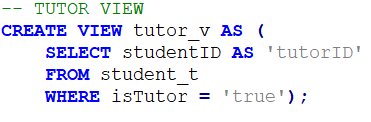 -- TUTOR VIEW
CREATE VIEW tutor_v AS (
    SELECT studentID AS 'tutorID'
    FROM student_t
    WHERE isTutor = 'true');